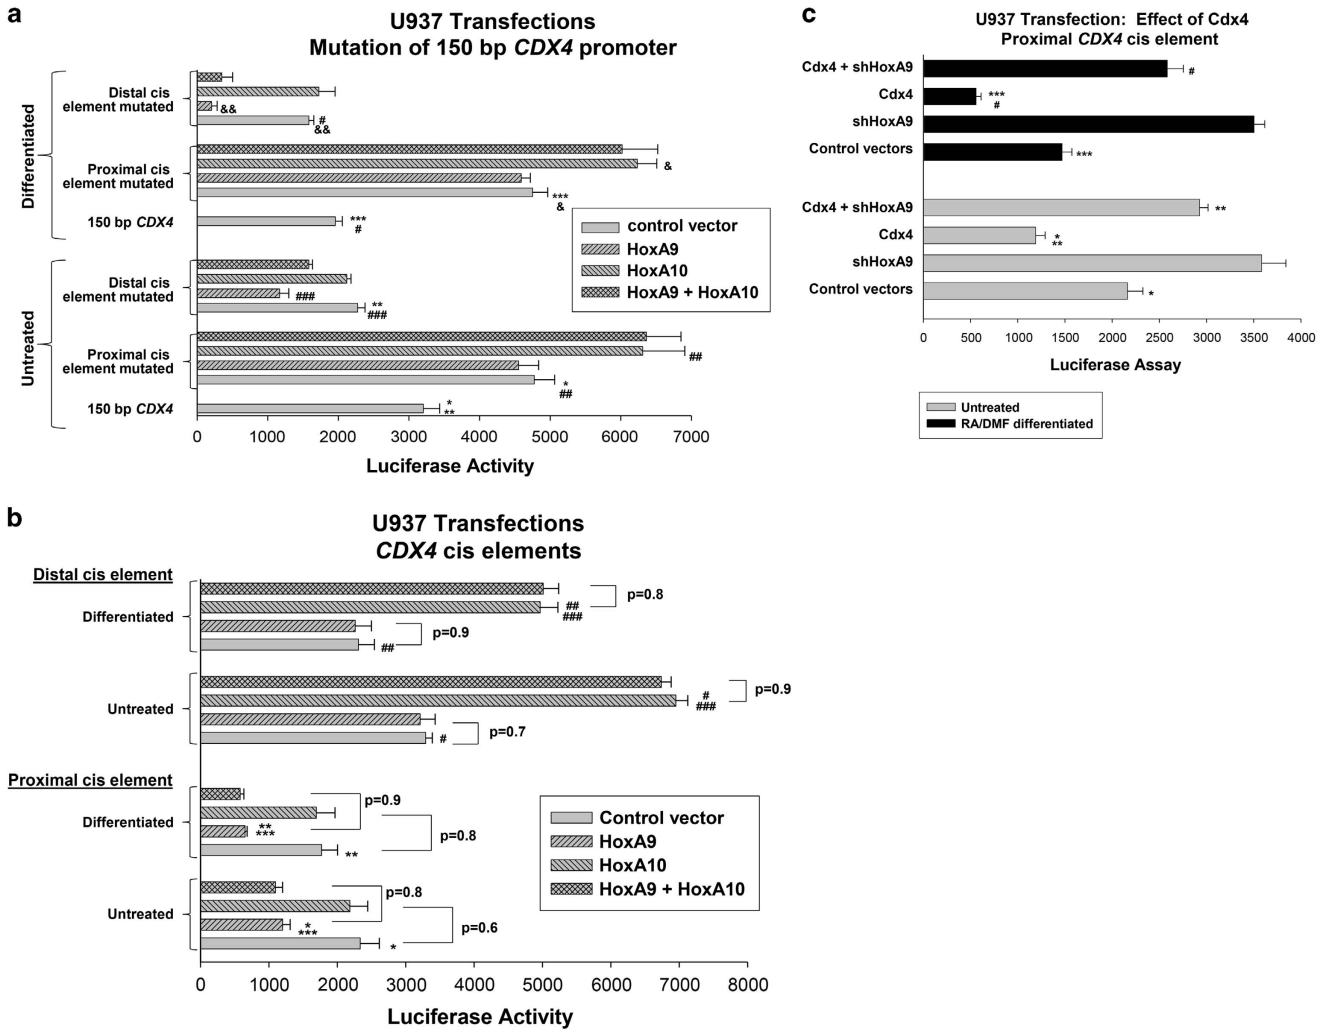 a
U937 Transfections
Mutation of 150 bp CDX4 promoter
Differentiated
Distal cis
element mutated
&&
#
&&
Proximal cis
element mutated
&
***
&
150 bp CDX4
***
#
control vector
HoxA9
HoxA10
HoxA9 + HoxA10
Untreated
Distal cis
element mutated
###
**
###
Proximal cis
element mutated
##
*
##
150 bp CDX4
*
**
0 1000 2000 3000 4000 5000 6000 7000
Luciferase Activity
c
U937 Transfection: Effect of Cdx4
Proximal CDX4 cis element
Cdx4 + shHoxA9
#
Cdx4
***
#
shHoxA9
Control vectors
***
Cdx4 + shHoxA9
**
Cdx4
*
**
shHoxA9
Control vectors
*
0 500 1000 1500 2000 2500 3000 3500 4000
Luciferase Assay
Untreated
RA/DMF differentiated
b
U937 Transfections
CDX4 cis elements
Distal cis element
Differentiated
p=0.8
##
###
p=0.9
##
Untreated
p=0.9
#
###
p=0.7
#
Proximal cis element
Differentiated
p=0.9
**
***
p=0.8
**
Untreated
p=0.8
*
***
p=0.6
*
Control vector
HoxA9
HoxA10
HoxA9 + HoxA10
0 1000 2000 3000 4000 5000 6000 7000 8000
Luciferase Activity